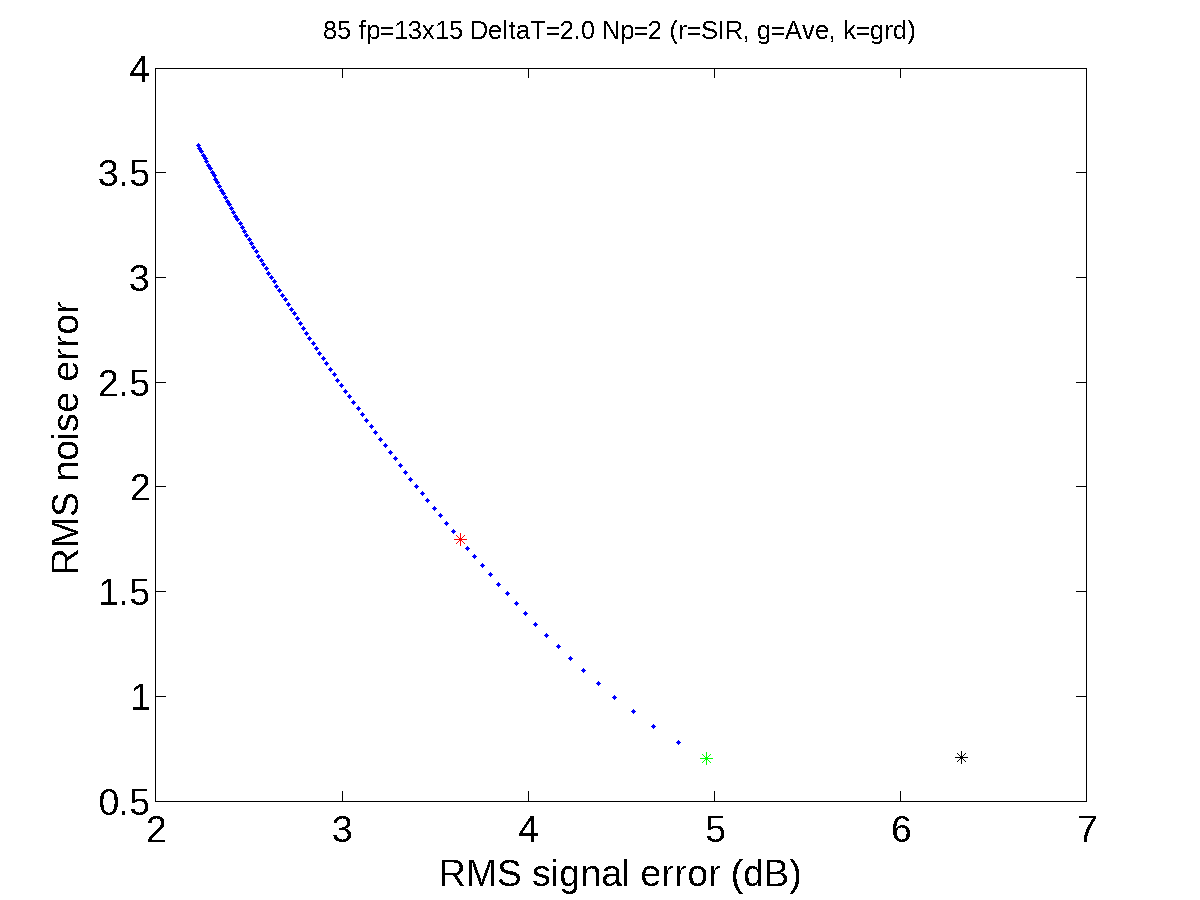 85 fp=13x15 DeltaT=2.0 Np=2 (r=SIR, g=Ave, k=grd)
4
3.5
3
2.5
2
1.5
1
0.5
RMS noise error
2 3 4 5 6 7
RMS signal error (dB)